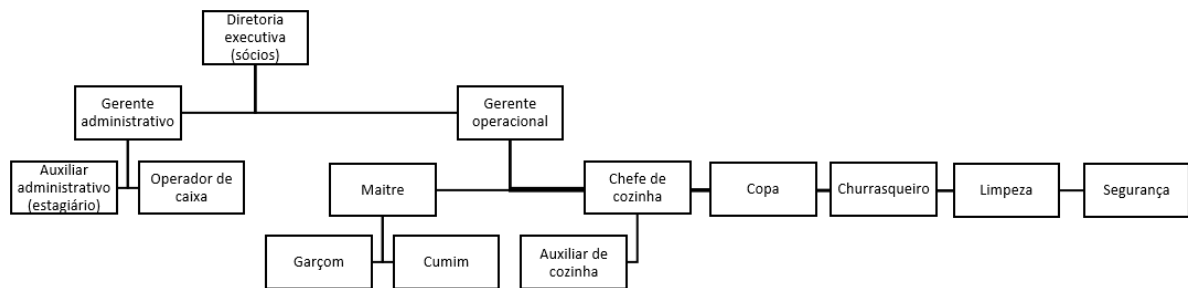 Diretoria
executiva
(sócios)
Gerente
administrativo
Gerente
operacional
Auxiliar
administrativo
(estagiário)
Operador de
caixa
Maitre
Chefe de
cozinha
Copa
Churrasqueiro
Limpeza
Segurança
Garçom
Cumim
Auxiliar de
cozinha